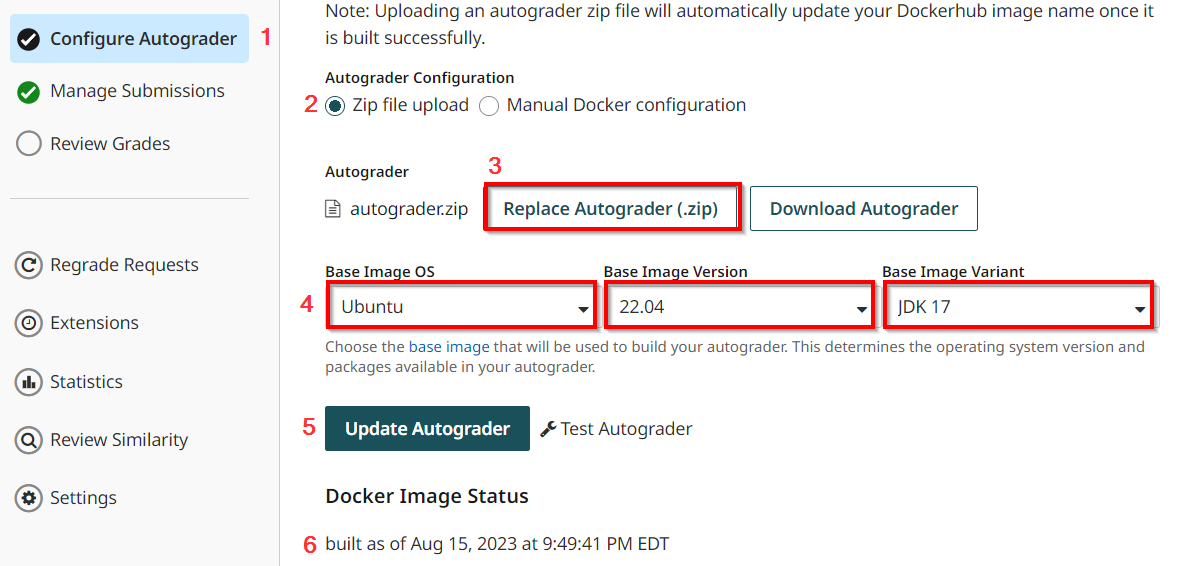 Configure Autograder 1
Manage Submissions
Review Grades
Regrade Requests
Extensions
Statistics
Review Similarity
Settings
Note: Uploading an autograder zip file will automatically update your Dockerhub image name once it
is built successfully.
Autograder Configuration
2 Zip file upload Manual Docker configuration
3
Autograder
autograder.zip Replace Autograder (.zip) Download Autograder
Base Image OS Base Image Version Base Image Variant
4 Ubuntu 22.04 JDK 17
Choose the base image that will be used to build your autograder. This determines the operating system version and
packages available in your autograder.
5 Update Autograder Test Autograder
Docker Image Status
6 built as of Aug 15, 2023 at 9:49:41 PM EDT